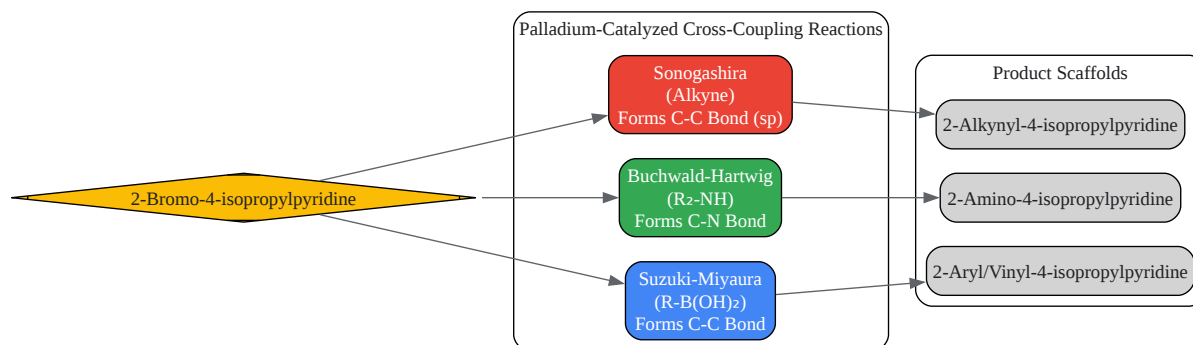 Palladium-Catalyzed Cross-Coupling Reactions
Sonogashira
(Alkyne)
Forms C-C Bond (sp)
Product Scaffolds
2-Alkynyl-4-isopropylpyridine
2-Bromo-4-isopropylpyridine
Buchwald-Hartwig
(R₂-NH)
Forms C-N Bond
2-Amino-4-isopropylpyridine
Suzuki-Miyaura
(R-B(OH)₂)
Forms C-C Bond
2-Aryl/Vinyl-4-isopropylpyridine